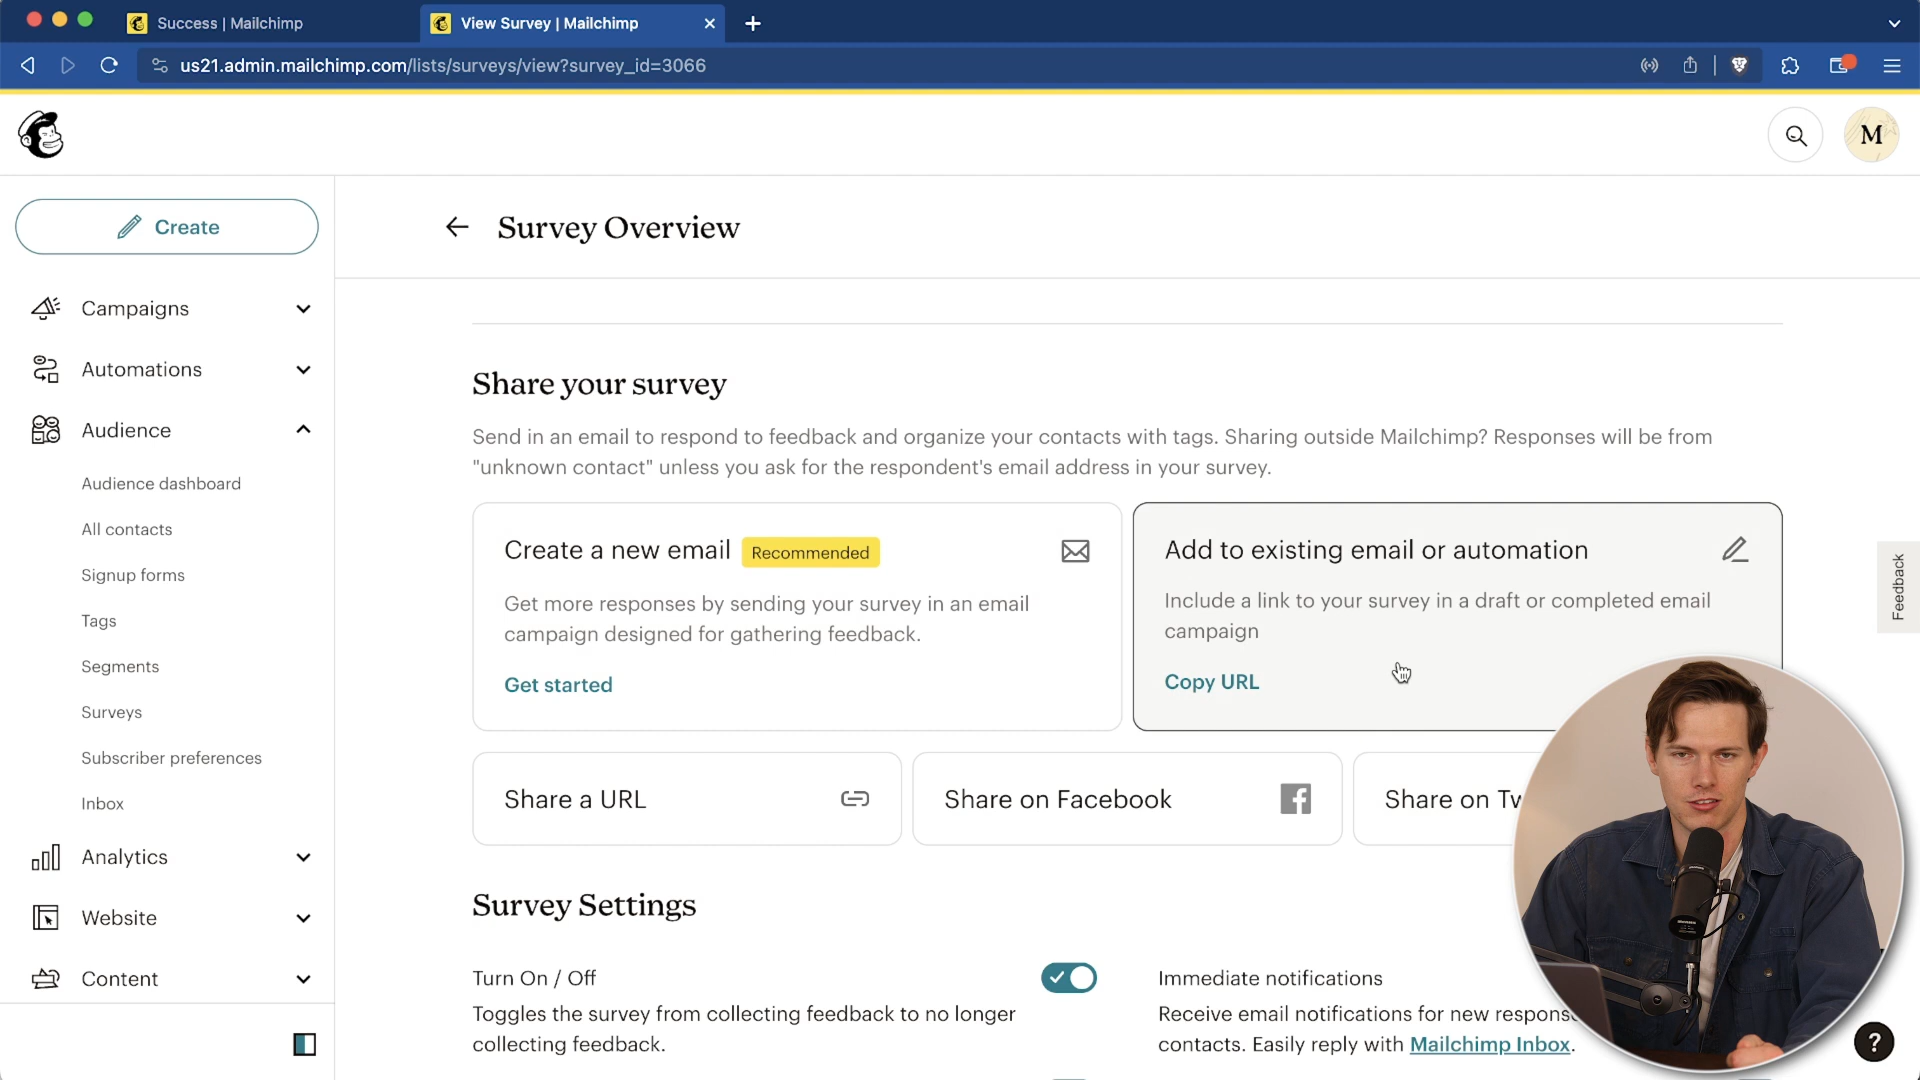 Success | Mailchimp
View Survey | Mailchimp
us21.admin.mailchimp.com/lists/surveys/view?survey_id=3066
M
Create
Survey Overview
Campaigns
Automations
Audience
Audience dashboard
All contacts
Signup forms
Tags
Segments
Surveys
Subscriber preferences
Inbox
Analytics
Website
Content
Share your survey
Send in an email to respond to feedback and organize your contacts with tags. Sharing outside Mailchimp? Responses will be from
"unknown contact" unless you ask for the respondent's email address in your survey.
Create a new email Recommended
Get more responses by sending your survey in an email
campaign designed for gathering feedback.
Get started
Add to existing email or automation
Include a link to your survey in a draft or completed email
campaign
Copy URL
Share a URL
Share on Facebook
Share on Tw
Survey Settings
Turn On / Off
Toggles the survey from collecting feedback to no longer
collecting feedback.
Immediate notifications
Receive email notifications for new respons
contacts. Easily reply with Mailchimp Inbox.
Feedback
?